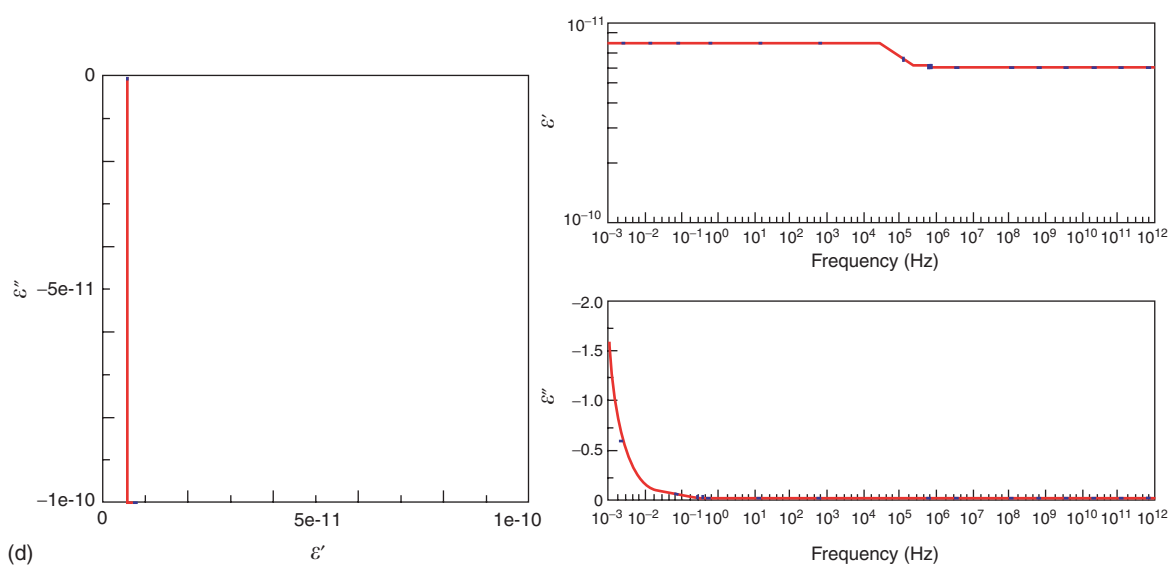 0
−5e-11
−1e-10
ε″
0
5e-11
1e-10
ε′
(d)
10⁻¹¹
10⁻¹⁰
ε′
10⁻³ 10⁻² 10⁻¹ 10⁰ 10¹ 10² 10³ 10⁴ 10⁵ 10⁶ 10⁷ 10⁸ 10⁹ 10¹⁰ 10¹¹ 10¹²
Frequency (Hz)
−2.0
−1.5
−1.0
−0.5
0
ε″
10⁻³ 10⁻² 10⁻¹ 10⁰ 10¹ 10² 10³ 10⁴ 10⁵ 10⁶ 10⁷ 10⁸ 10⁹ 10¹⁰ 10¹¹ 10¹²
Frequency (Hz)